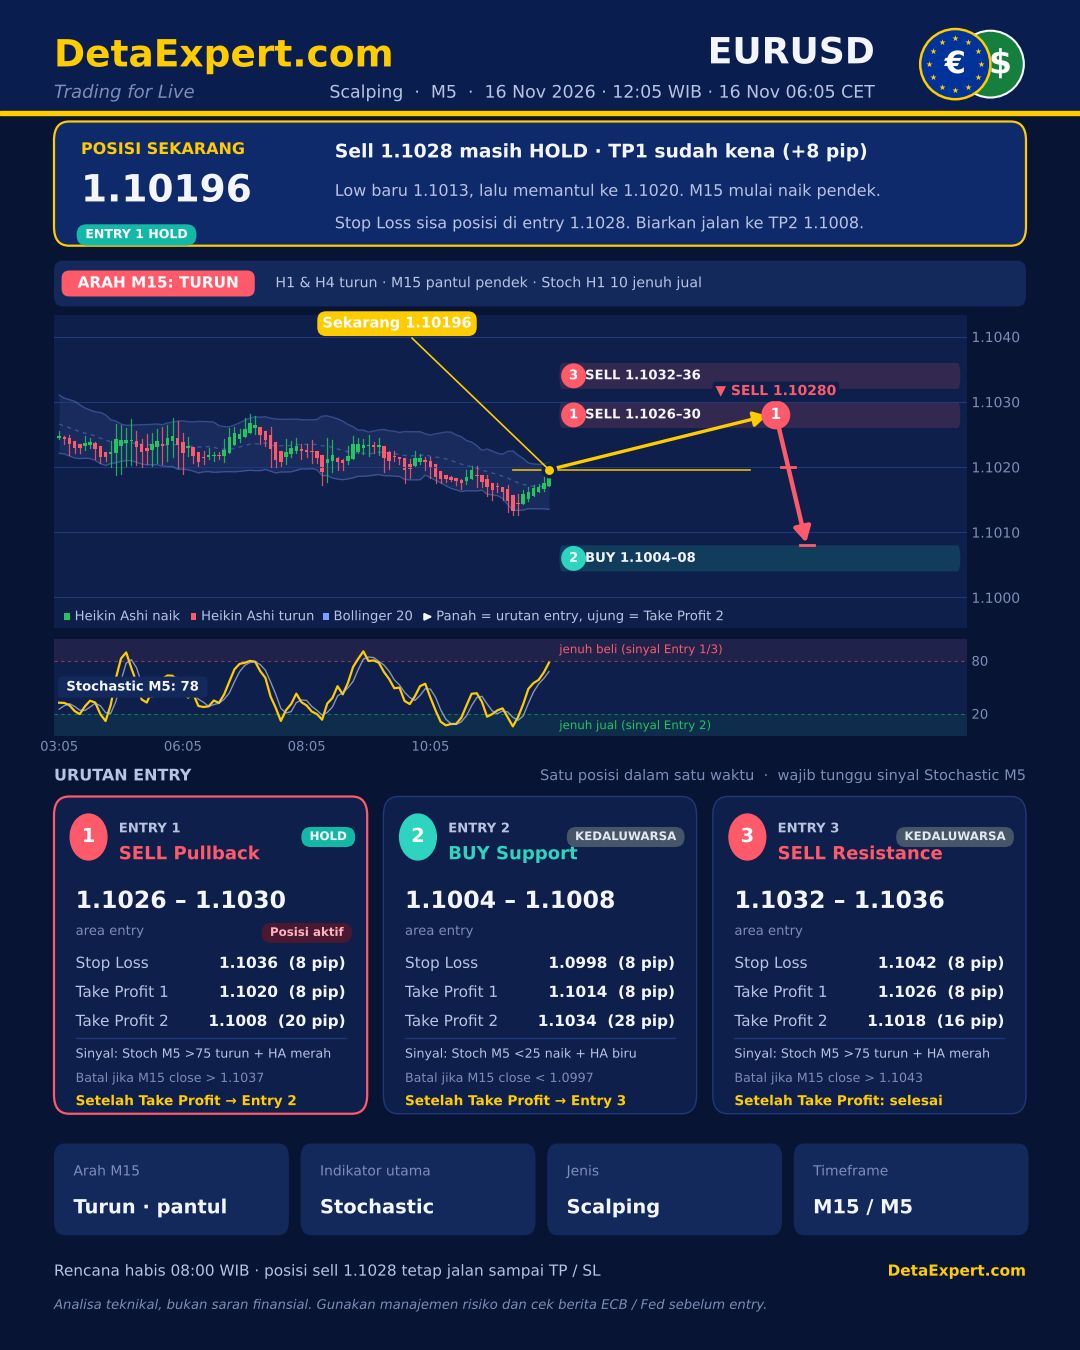 DetaExpert.com
Trading for Live
EURUSD
€ $
Scalping · M5 · 16 Nov 2026 · 12:05 WIB · 16 Nov 06:05 CET
POSISI SEKARANG
1.10196
ENTRY 1 HOLD
Sell 1.1028 masih HOLD · TP1 sudah kena (+8 pip)
Low baru 1.1013, lalu memantul ke 1.1020. M15 mulai naik pendek.
Stop Loss sisa posisi di entry 1.1028. Biarkan jalan ke TP2 1.1008.
ARAH M15: TURUN
H1 & H4 turun · M15 pantul pendek · Stoch H1 10 jenuh jual
Sekarang 1.10196
1.1040
3 SELL 1.1032–36
▼ SELL 1.10280
1.1030
1 SELL 1.1026–30
1
1.1020
1.1010
2 BUY 1.1004–08
1.1000
Heikin Ashi naik
Heikin Ashi turun
Bollinger 20
Panah = urutan entry, ujung = Take Profit 2
jenuh beli (sinyal Entry 1/3)
80
Stochastic M5: 78
20
jenuh jual (sinyal Entry 2)
03:05 06:05 08:05 10:05
URUTAN ENTRY
Satu posisi dalam satu waktu · wajib tunggu sinyal Stochastic M5
1
ENTRY 1
HOLD
SELL Pullback
1.1026 – 1.1030
area entry
Posisi aktif
Stop Loss 1.1036 (8 pip)
Take Profit 1 1.1020 (8 pip)
Take Profit 2 1.1008 (20 pip)
Sinyal: Stoch M5 >75 turun + HA merah
Batal jika M15 close > 1.1037
Setelah Take Profit → Entry 2
2
ENTRY 2
KEDALUWARSA
BUY Support
1.1004 – 1.1008
area entry
Stop Loss 1.0998 (8 pip)
Take Profit 1 1.1014 (8 pip)
Take Profit 2 1.1034 (28 pip)
Sinyal: Stoch M5 <25 naik + HA biru
Batal jika M15 close < 1.0997
Setelah Take Profit → Entry 3
3
ENTRY 3
KEDALUWARSA
SELL Resistance
1.1032 – 1.1036
area entry
Stop Loss 1.1042 (8 pip)
Take Profit 1 1.1026 (8 pip)
Take Profit 2 1.1018 (16 pip)
Sinyal: Stoch M5 >75 turun + HA merah
Batal jika M15 close > 1.1043
Setelah Take Profit: selesai
Arah M15
Turun · pantul
Indikator utama
Stochastic
Jenis
Scalping
Timeframe
M15 / M5
Rencana habis 08:00 WIB · posisi sell 1.1028 tetap jalan sampai TP / SL
DetaExpert.com
Analisa teknikal, bukan saran finansial. Gunakan manajemen risiko dan cek berita ECB / Fed sebelum entry.